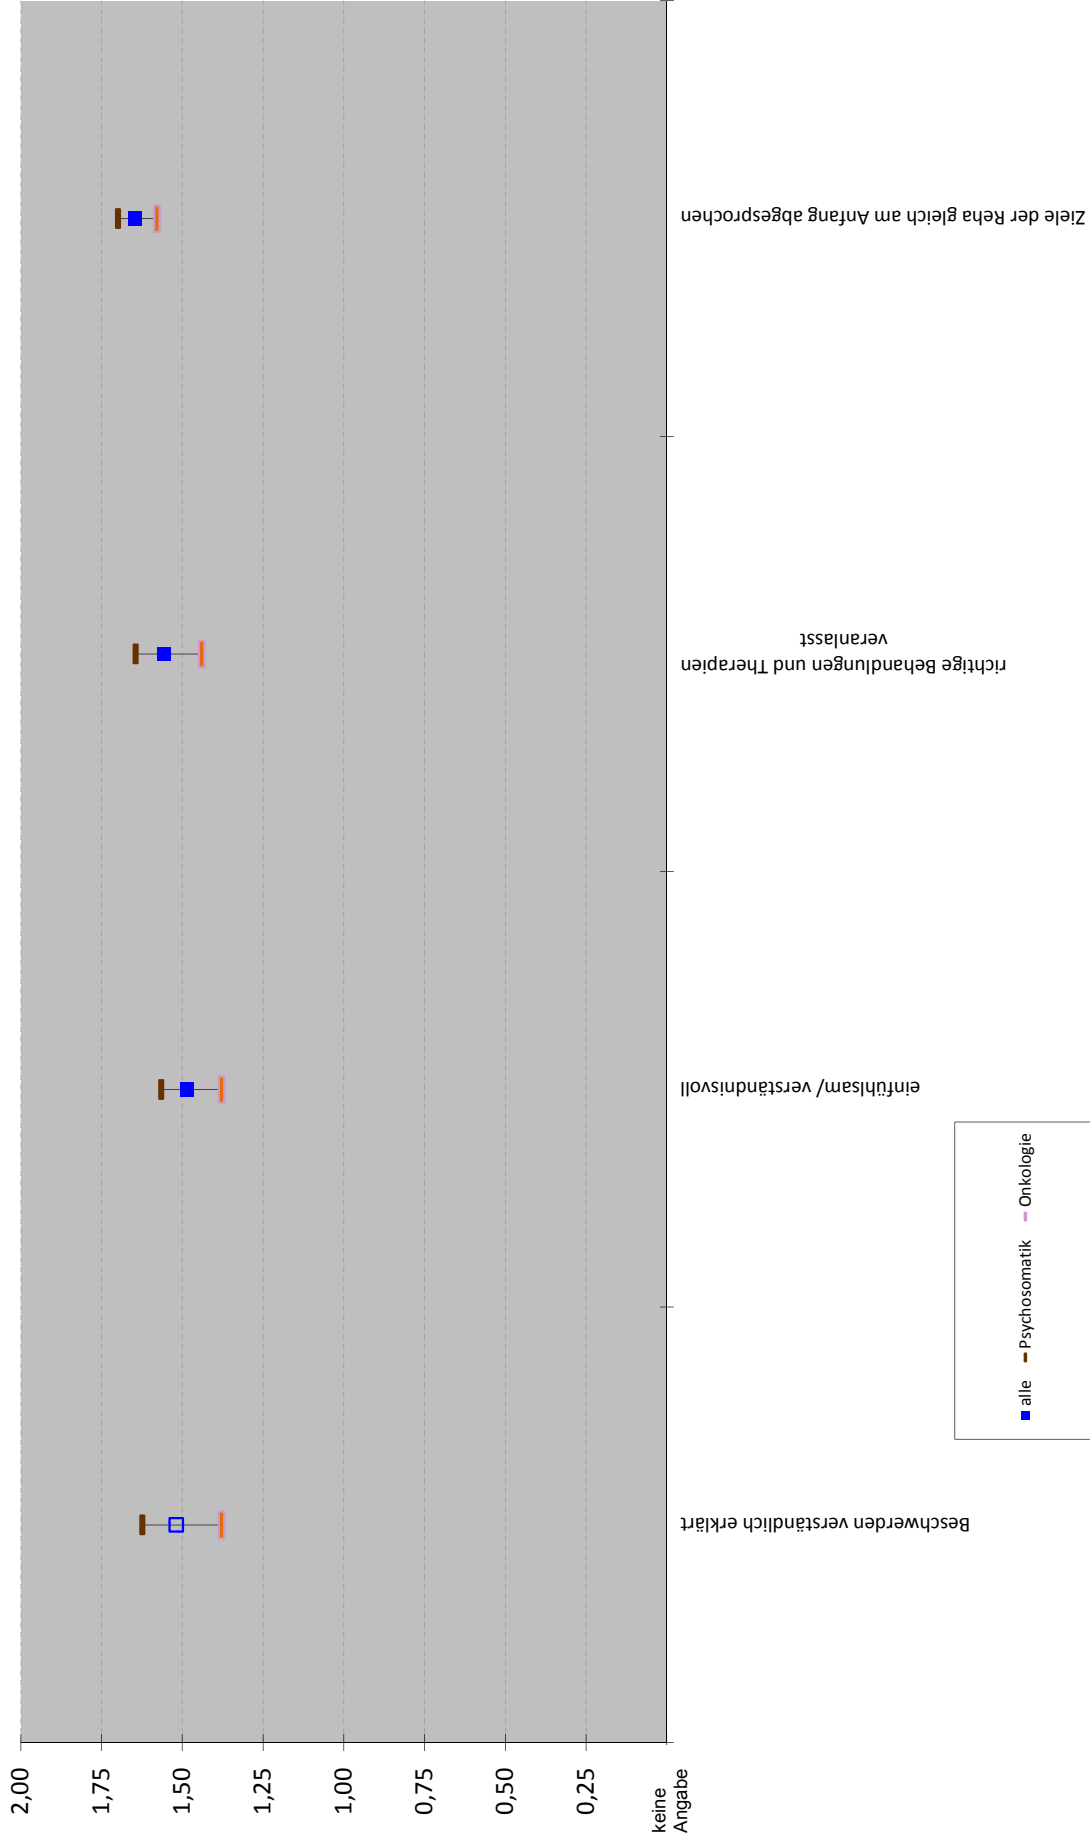 2,00
1,75
1,50
1,25
1,00
0,75
0,50
0,25
keine
Angabe
Beschwerden verständlich erklärt
einfühlsam/ verständnisvoll
richtige Behandlungen und Therapien
veranlasst
Ziele der Reha gleich am Anfang abgesprochen
alle
Psychosomatik
Onkologie